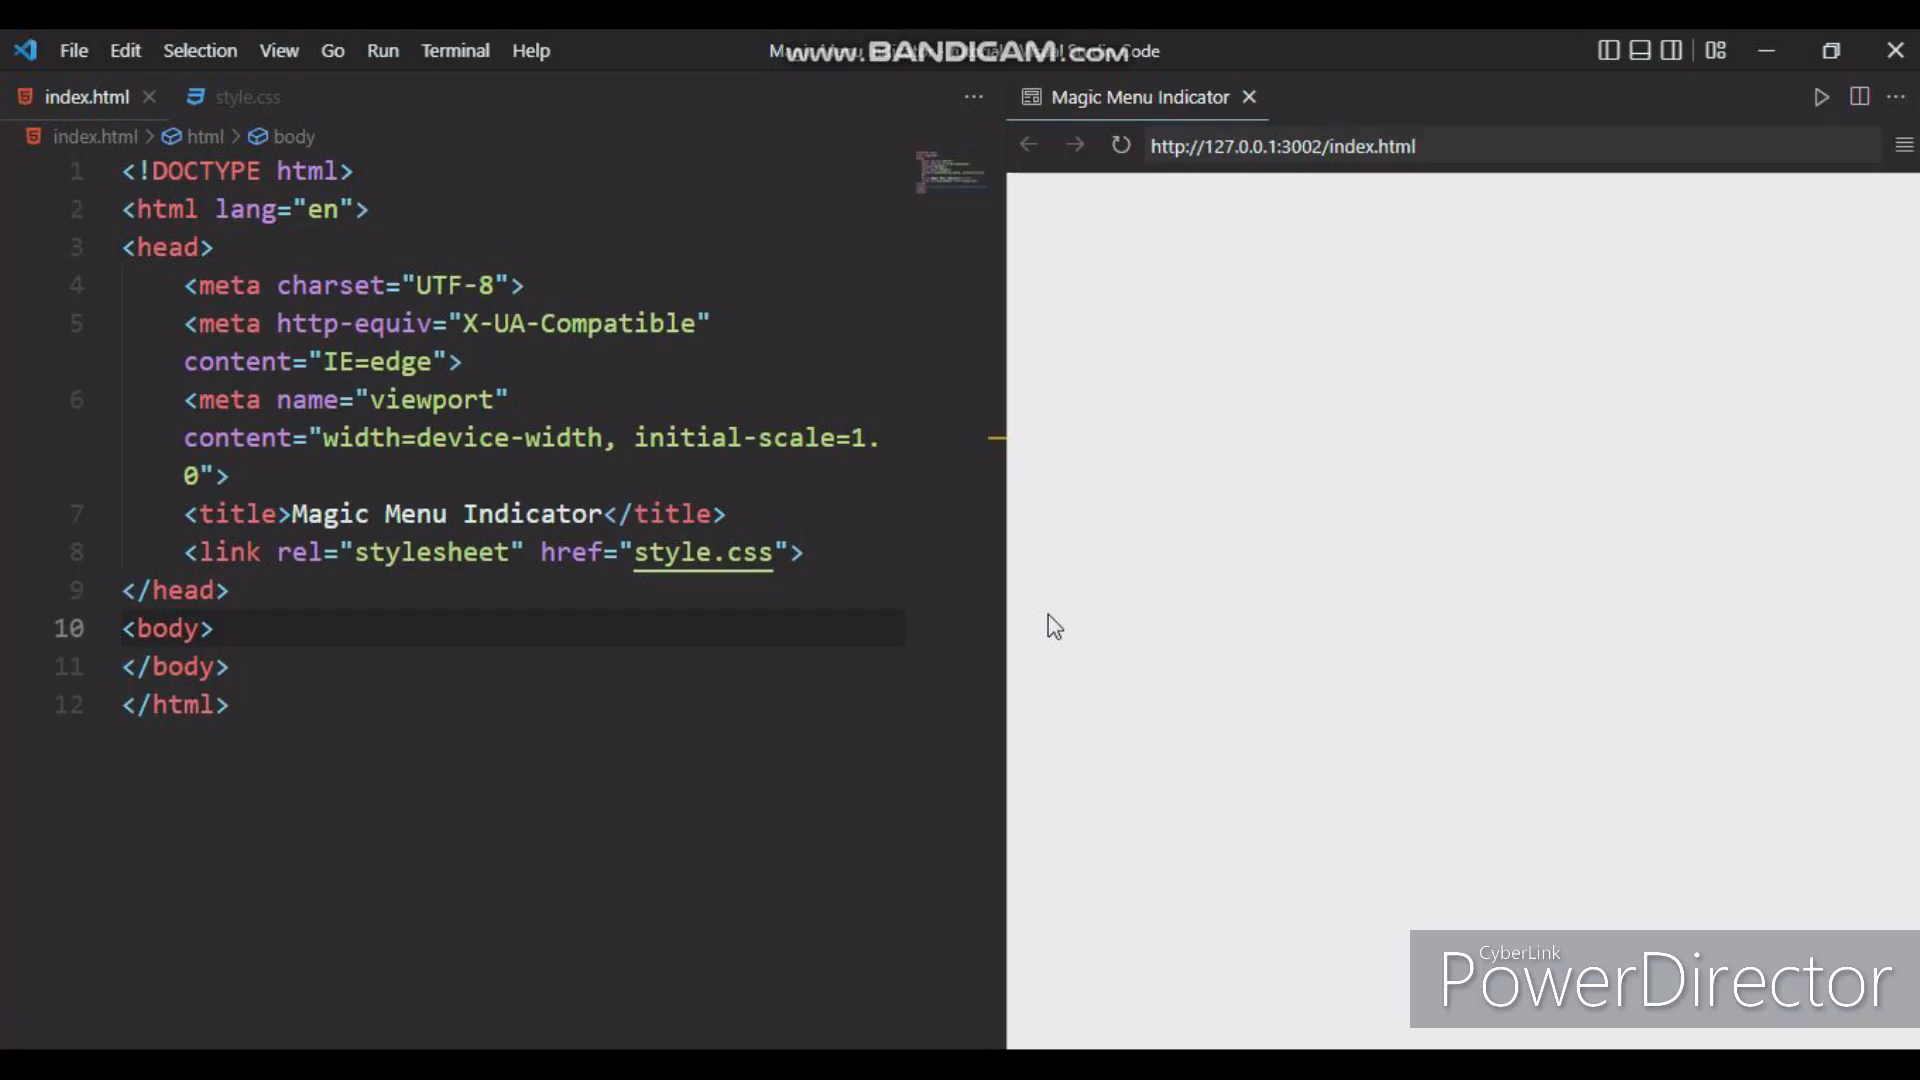 File Edit Selection View Go Run Terminal Help
www.BANDICAM.com
Code
index.html
style.css
Magic Menu Indicator
index.html > html > body
http://127.0.0.1:3002/index.html
1 <!DOCTYPE html>
2 <html lang="en">
3 <head>
4 <meta charset="UTF-8">
5 <meta http-equiv="X-UA-Compatible"
content="IE=edge">
6 <meta name="viewport"
content="width=device-width, initial-scale=1.
0">
7 <title>Magic Menu Indicator</title>
8 <link rel="stylesheet" href="style.css">
9 </head>
10 <body>
11 </body>
12 </html>
CyberLink
PowerDirector